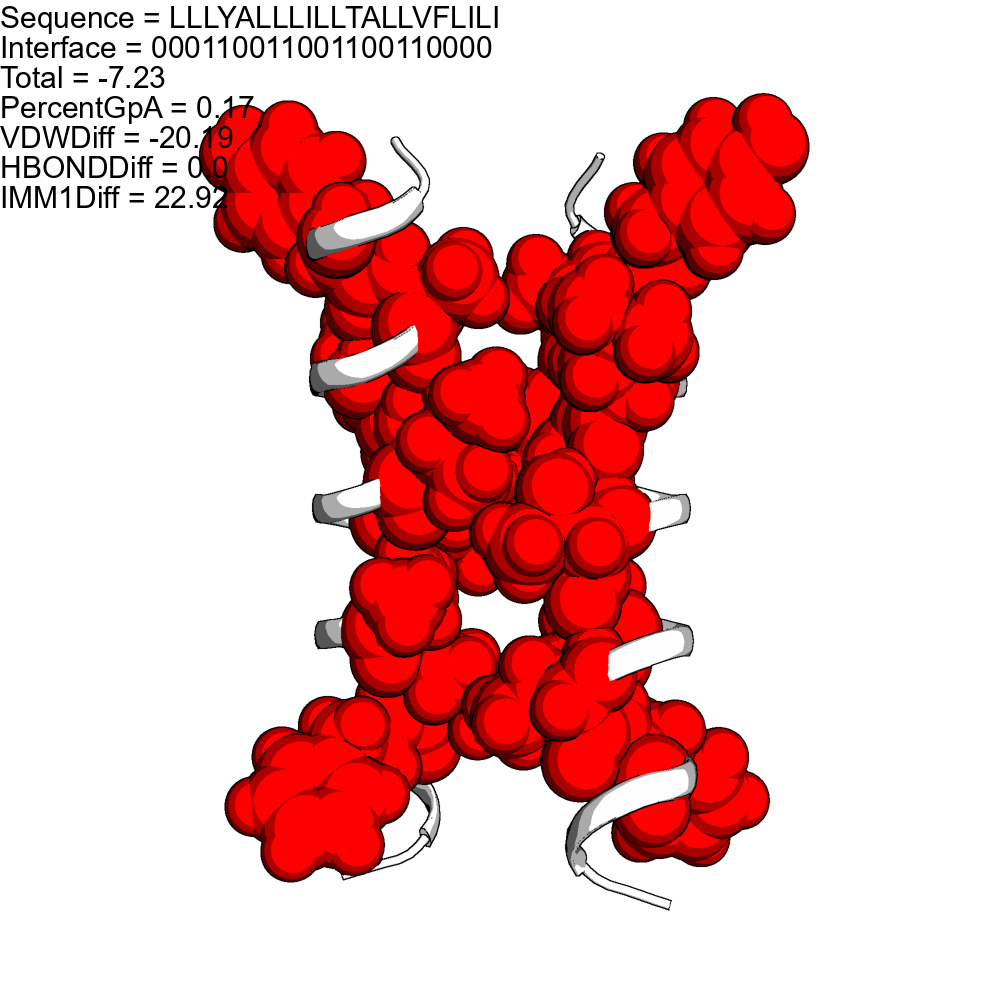 Sequence = LLLYALLLILLTALLVFLILI
Interface = 000110011001100110000
Total = -7.23
PercentGpA = 0.17
VDWDiff = -20.19
HBONDDiff = 0.0
IMM1Diff = 22.92